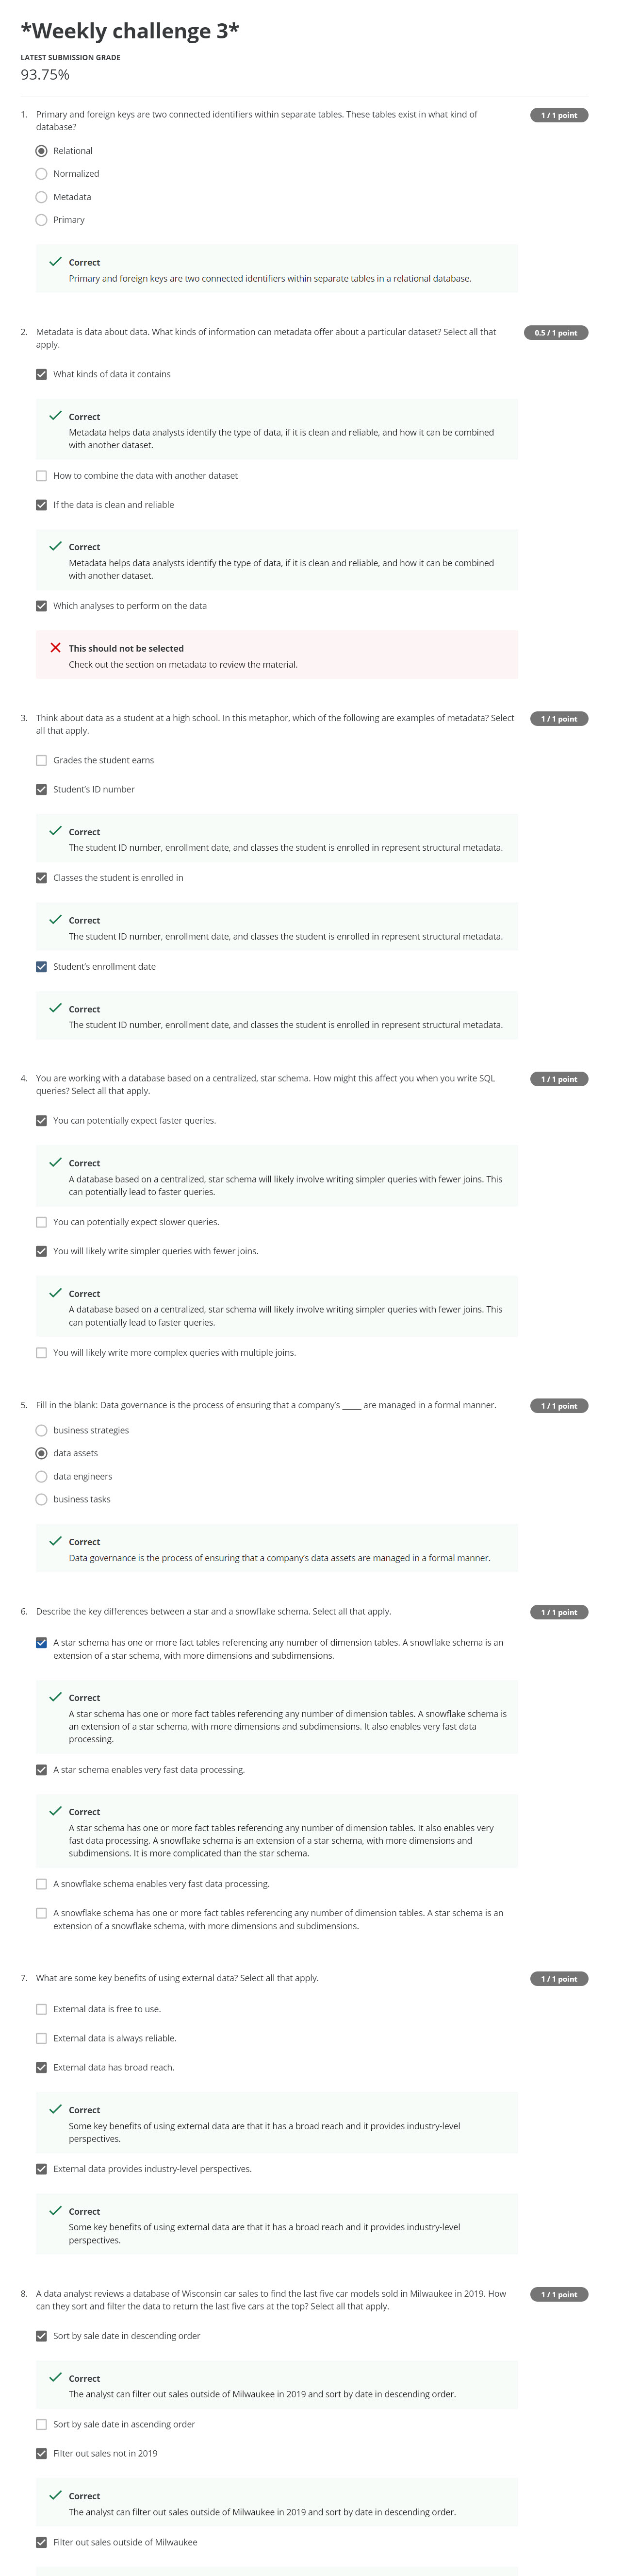 *Weekly challenge 3*
LATEST SUBMISSION GRADE
93.75%
1. Primary and foreign keys are two connected identifiers within separate tables. These tables exist in what kind of
database?
1 / 1 point
Relational
Normalized
Metadata
Primary
Correct
Primary and foreign keys are two connected identifiers within separate tables in a relational database.
2. Metadata is data about data. What kinds of information can metadata offer about a particular dataset? Select all that
apply.
0.5 / 1 point
What kinds of data it contains
Correct
Metadata helps data analysts identify the type of data, if it is clean and reliable, and how it can be combined
with another dataset.
How to combine the data with another dataset
If the data is clean and reliable
Correct
Metadata helps data analysts identify the type of data, if it is clean and reliable, and how it can be combined
with another dataset.
Which analyses to perform on the data
This should not be selected
Check out the section on metadata to review the material.
3. Think about data as a student at a high school. In this metaphor, which of the following are examples of metadata? Select
all that apply.
1 / 1 point
Grades the student earns
Student's ID number
Correct
The student ID number, enrollment date, and classes the student is enrolled in represent structural metadata.
Classes the student is enrolled in
Correct
The student ID number, enrollment date, and classes the student is enrolled in represent structural metadata.
Student's enrollment date
Correct
The student ID number, enrollment date, and classes the student is enrolled in represent structural metadata.
4. You are working with a database based on a centralized, star schema. How might this affect you when you write SQL
queries? Select all that apply.
1 / 1 point
You can potentially expect faster queries.
Correct
A database based on a centralized, star schema will likely involve writing simpler queries with fewer joins. This
can potentially lead to faster queries.
You can potentially expect slower queries.
You will likely write simpler queries with fewer joins.
Correct
A database based on a centralized, star schema will likely involve writing simpler queries with fewer joins. This
can potentially lead to faster queries.
You will likely write more complex queries with multiple joins.
5. Fill in the blank: Data governance is the process of ensuring that a company's _____ are managed in a formal manner.
1 / 1 point
business strategies
data assets
data engineers
business tasks
Correct
Data governance is the process of ensuring that a company's data assets are managed in a formal manner.
6. Describe the key differences between a star and a snowflake schema. Select all that apply.
1 / 1 point
A star schema has one or more fact tables referencing any number of dimension tables. A snowflake schema is an
extension of a star schema, with more dimensions and subdimensions.
Correct
A star schema has one or more fact tables referencing any number of dimension tables. A snowflake schema is
an extension of a star schema, with more dimensions and subdimensions. It also enables very fast data
processing.
A star schema enables very fast data processing.
Correct
A star schema has one or more fact tables referencing any number of dimension tables. It also enables very
fast data processing. A snowflake schema is an extension of a star schema, with more dimensions and
subdimensions. It is more complicated than the star schema.
A snowflake schema enables very fast data processing.
A snowflake schema has one or more fact tables referencing any number of dimension tables. A star schema is an
extension of a snowflake schema, with more dimensions and subdimensions.
7. What are some key benefits of using external data? Select all that apply.
1 / 1 point
External data is free to use.
External data is always reliable.
External data has broad reach.
Correct
Some key benefits of using external data are that it has a broad reach and it provides industry-level
perspectives.
External data provides industry-level perspectives.
Correct
Some key benefits of using external data are that it has a broad reach and it provides industry-level
perspectives.
8. A data analyst reviews a database of Wisconsin car sales to find the last five car models sold in Milwaukee in 2019. How
can they sort and filter the data to return the last five cars at the top? Select all that apply.
1 / 1 point
Sort by sale date in descending order
Correct
The analyst can filter out sales outside of Milwaukee in 2019 and sort by date in descending order.
Sort by sale date in ascending order
Filter out sales not in 2019
Correct
The analyst can filter out sales outside of Milwaukee in 2019 and sort by date in descending order.
Filter out sales outside of Milwaukee